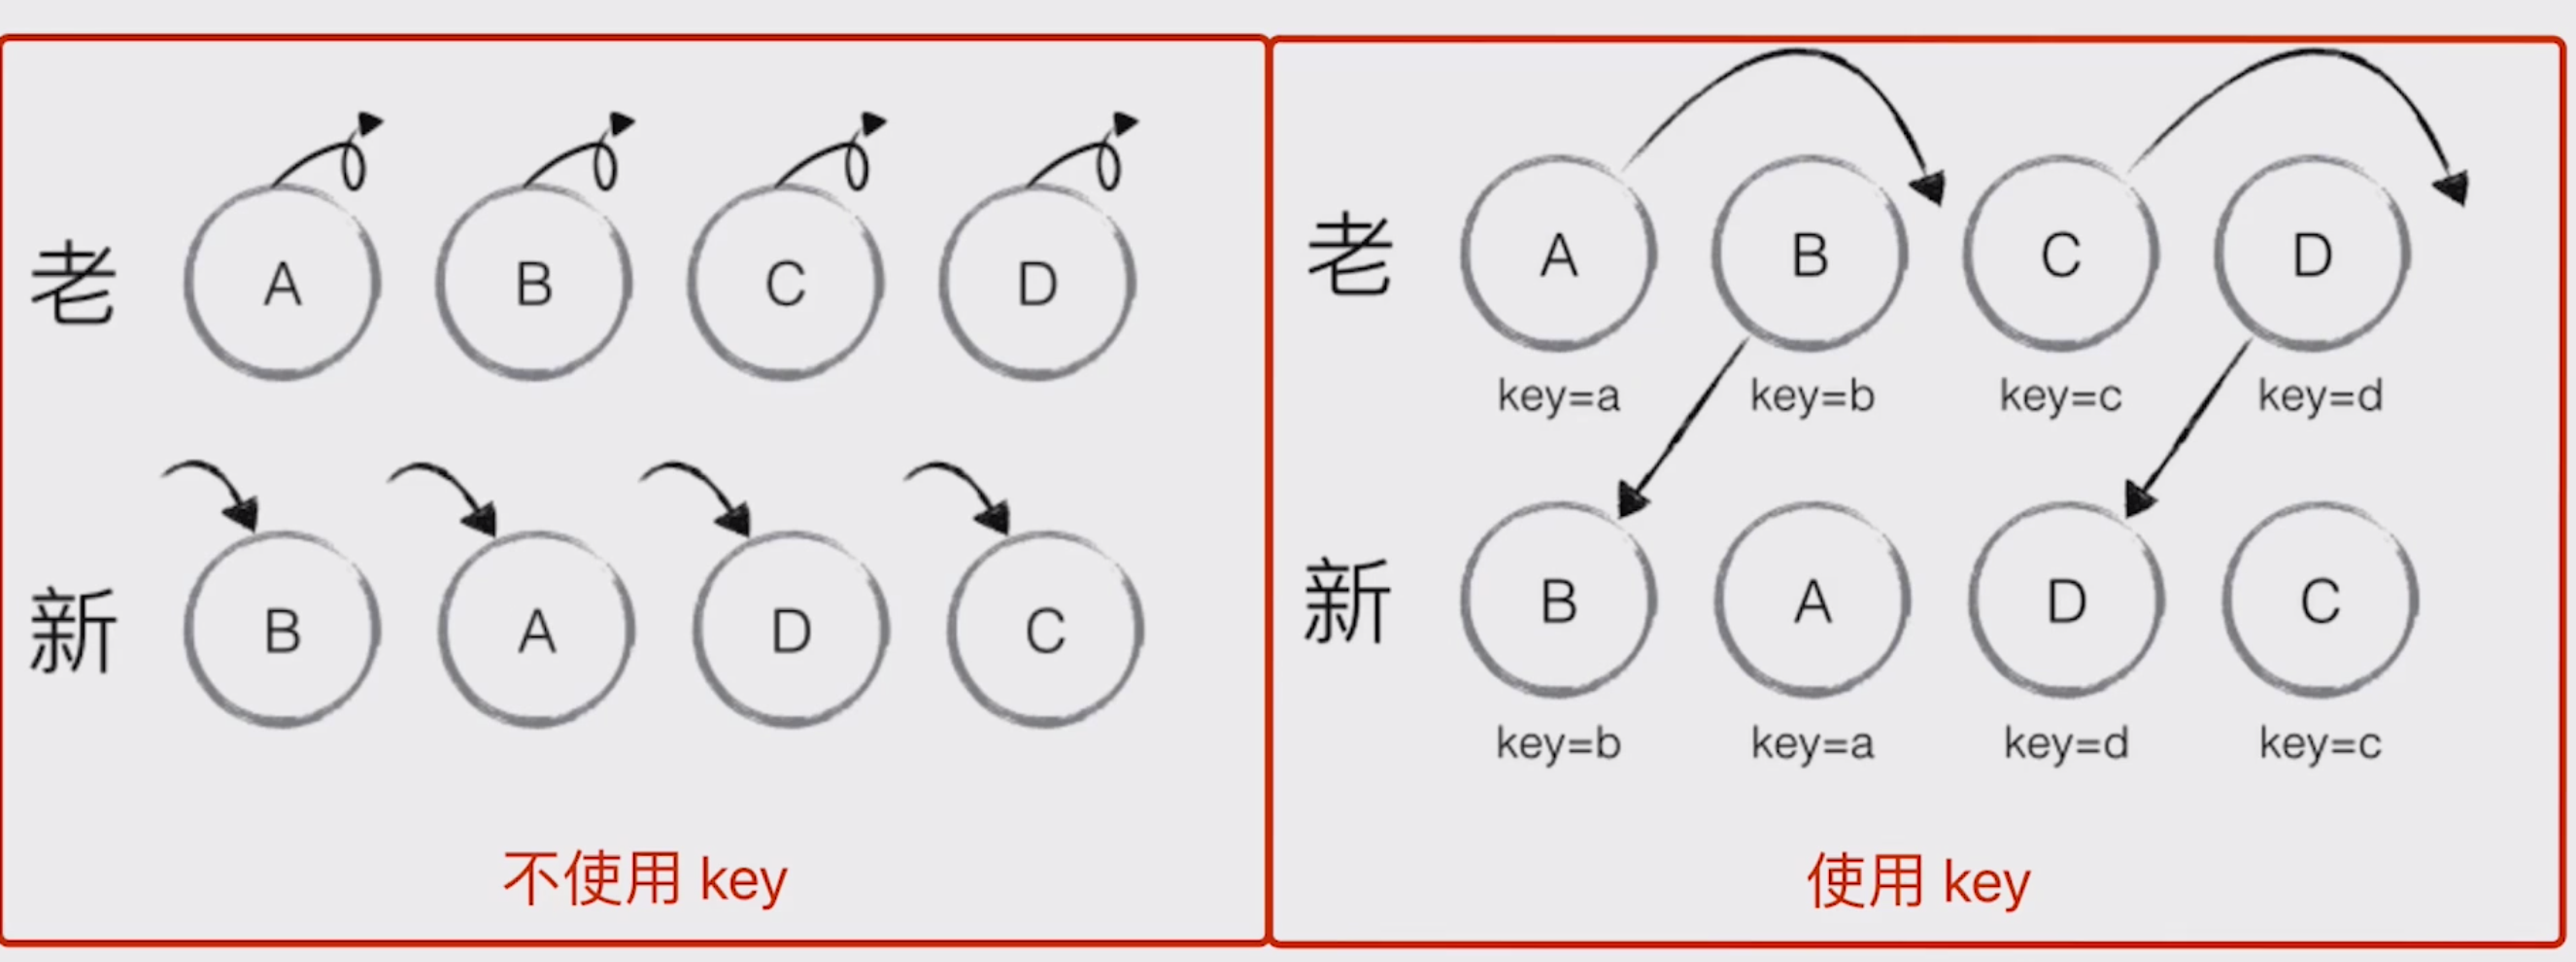 老 A B C D
新 B A D C
不使用 key
老 A B C D
key=a key=b key=c key=d
新 B A D C
key=b key=a key=d key=c
使用 key